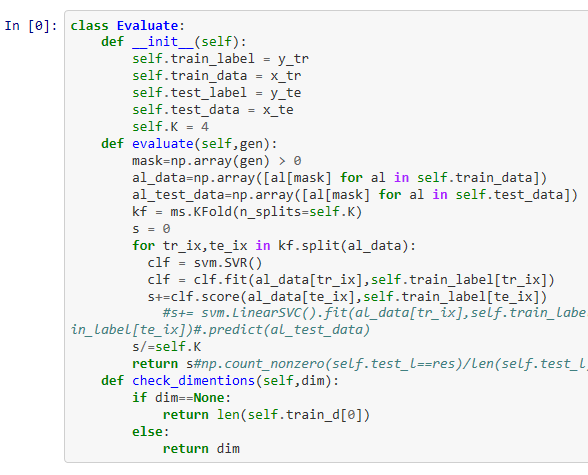 In [0]: class Evaluate:
    def __init__(self):
        self.train_label = y_tr
        self.train_data = x_tr
        self.test_label = y_te
        self.test_data = x_te
        self.K = 4
    def evaluate(self,gen):
        mask=np.array(gen) > 0
        al_data=np.array([al[mask] for al in self.train_data])
        al_test_data=np.array([al[mask] for al in self.test_data])
        kf = ms.KFold(n_splits=self.K)
        s = 0
        for tr_ix,te_ix in kf.split(al_data):
          clf = svm.SVR()
          clf = clf.fit(al_data[tr_ix],self.train_label[tr_ix])
          s+=clf.score(al_data[te_ix],self.train_label[te_ix])
            #s+= svm.LinearSVC().fit(al_data[tr_ix],self.train_labe
in_label[te_ix])#.predict(al_test_data)
        s/=self.K
        return s#np.count_nonzero(self.test_l==res)/len(self.test_l
    def check_dimentions(self,dim):
        if dim==None:
            return len(self.train_d[0])
        else:
            return dim